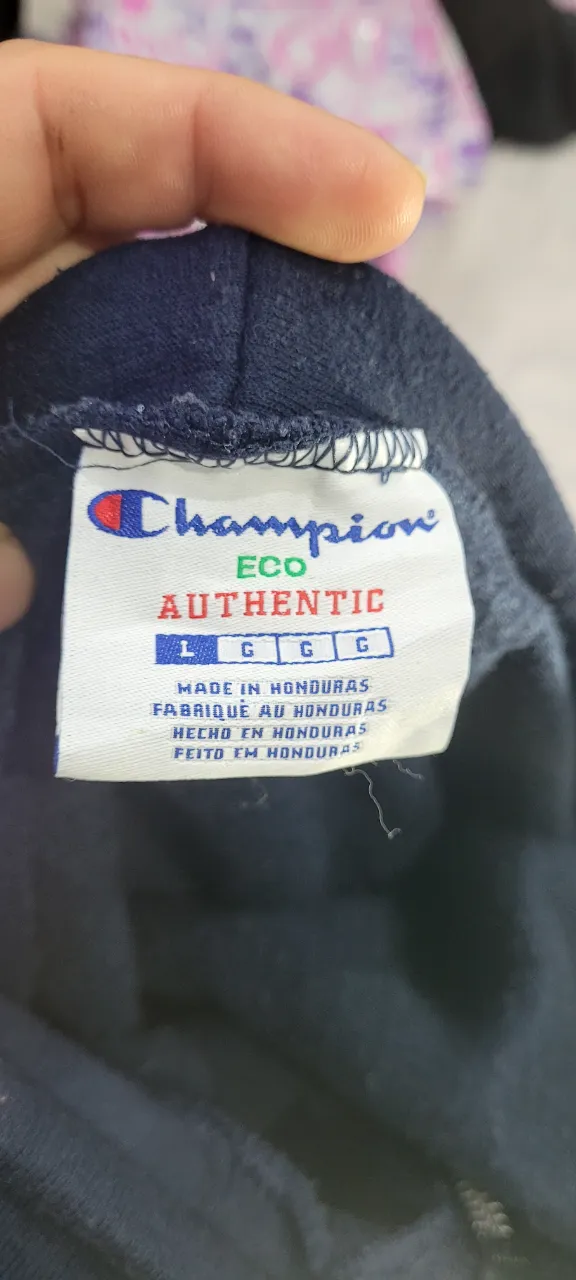 Champion
ECO
AUTHENTIC
L G G G
MADE IN HONDURAS
FABRIQUÉ AU HONDURAS
HECHO EN HONDURAS
FEITO EM HONDURAS